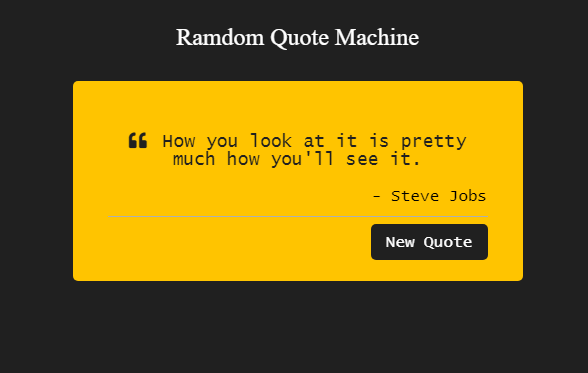 Ramdom Quote Machine
“ How you look at it is pretty
much how you'll see it.
- Steve Jobs
New Quote